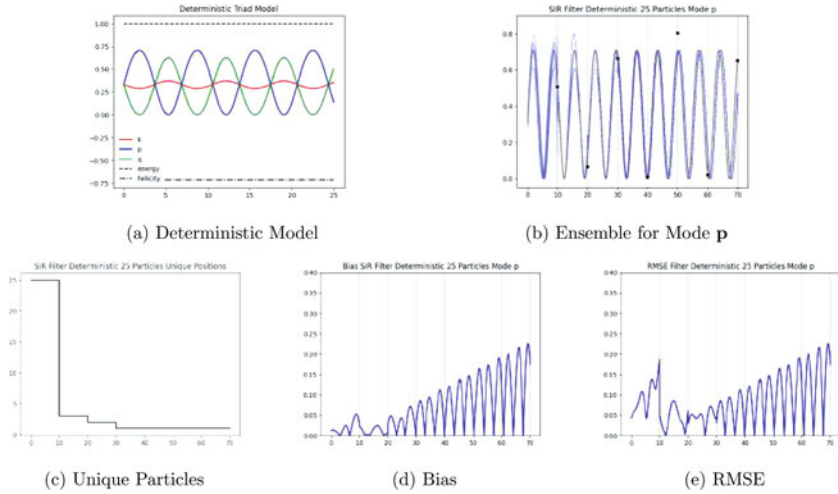 Deterministic Triad Model
1.00
0.75
0.50
0.25
0.00
−0.25
−0.50
−0.75
k
p
q
energy
helicity
0 5 10 15 20 25
(a) Deterministic Model
SIR Filter Deterministic 25 Particles Mode p
0.8
0.6
0.4
0.2
0.0
0 10 20 30 40 50 60 70
(b) Ensemble for Mode p
SIR Filter Deterministic 25 Particles Unique Positions
25
20
15
10
5
0
0 10 20 30 40 50 60 70
(c) Unique Particles
Bias SIR Filter Deterministic 25 Particles Mode p
0.40
0.35
0.30
0.25
0.20
0.15
0.10
0.05
0.00
0 10 20 30 40 50 60 70
(d) Bias
RMSE Filter Deterministic 25 Particles Mode p
0.40
0.35
0.30
0.25
0.20
0.15
0.10
0.05
0.00
0 10 20 30 40 50 60 70
(e) RMSE